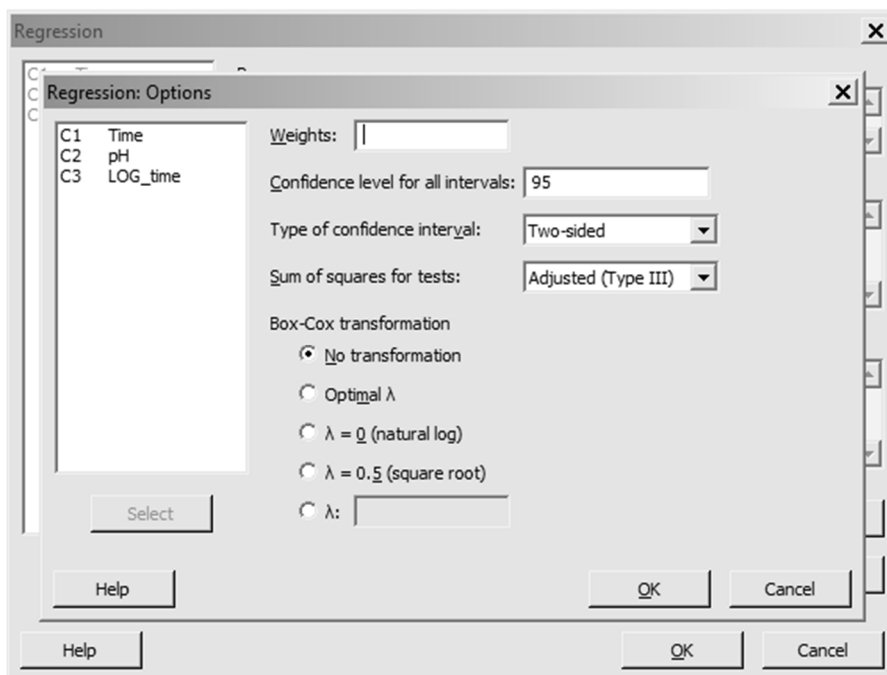 Regression
Regression: Options
C1 Time
C2 pH
C3 LOG_time
Weights:
Confidence level for all intervals: 95
Type of confidence interval: Two-sided
Sum of squares for tests: Adjusted (Type III)
Box-Cox transformation
No transformation
Optimal λ
λ = 0 (natural log)
λ = 0.5 (square root)
λ:
Select
Help OK Cancel
Help OK Cancel